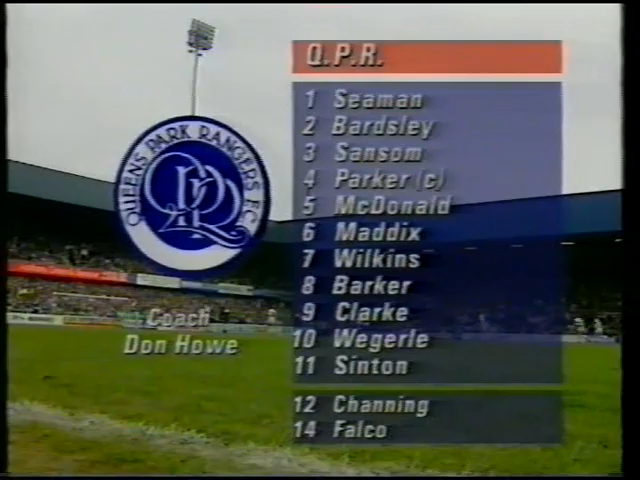 Q.P.R.
1 Seaman
2 Bardsley
3 Sansom
4 Parker (c)
5 McDonald
6 Maddix
7 Wilkins
8 Barker
9 Clarke
10 Wegerle
11 Sinton
12 Channing
14 Falco
QUEENS PARK RANGERS FC
QPR
Coach
Don Howe